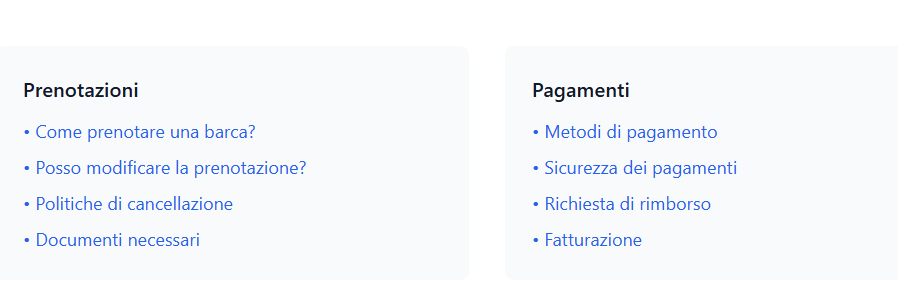 Prenotazioni
• Come prenotare una barca?
• Posso modificare la prenotazione?
• Politiche di cancellazione
• Documenti necessari
Pagamenti
• Metodi di pagamento
• Sicurezza dei pagamenti
• Richiesta di rimborso
• Fatturazione